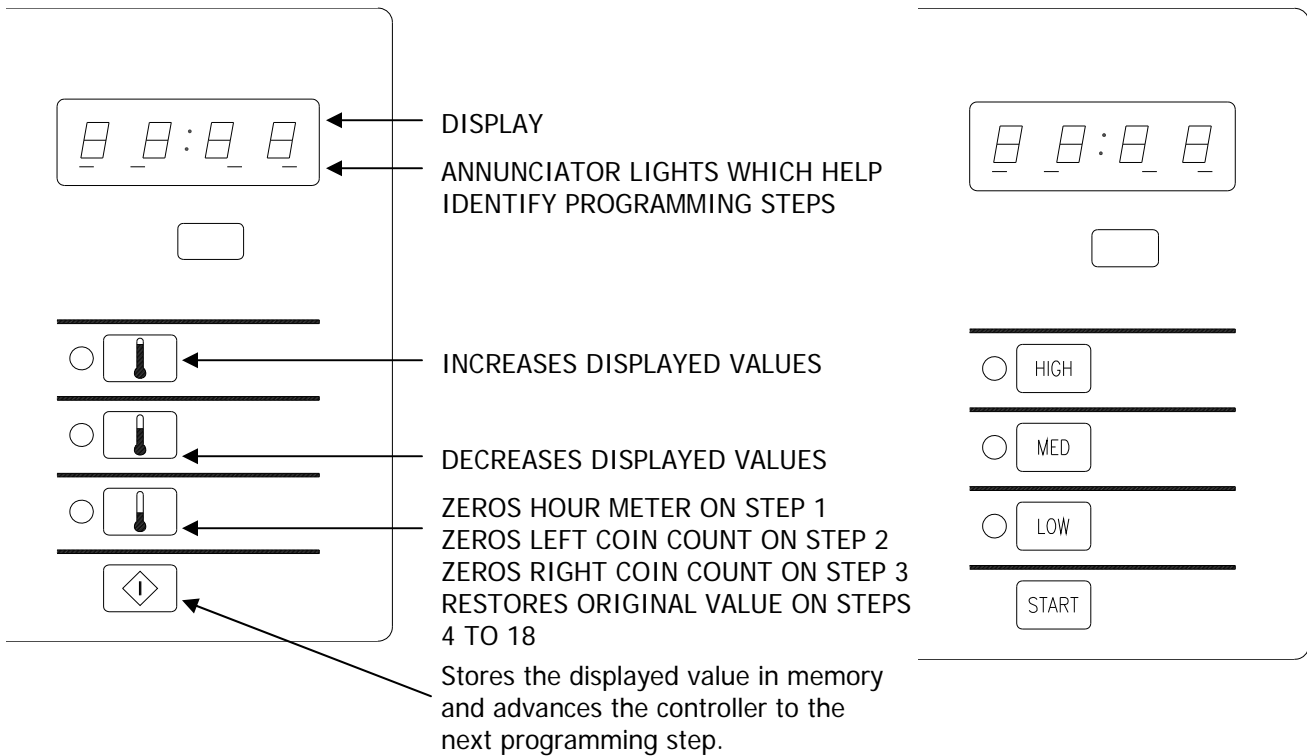 DISPLAY
ANNUNCIATOR LIGHTS WHICH HELP
IDENTIFY PROGRAMMING STEPS
INCREASES DISPLAYED VALUES
DECREASES DISPLAYED VALUES
ZEROS HOUR METER ON STEP 1
ZEROS LEFT COIN COUNT ON STEP 2
ZEROS RIGHT COIN COUNT ON STEP 3
RESTORES ORIGINAL VALUE ON STEPS
4 TO 18
Stores the displayed value in memory
and advances the controller to the
next programming step.
HIGH
MED
LOW
START